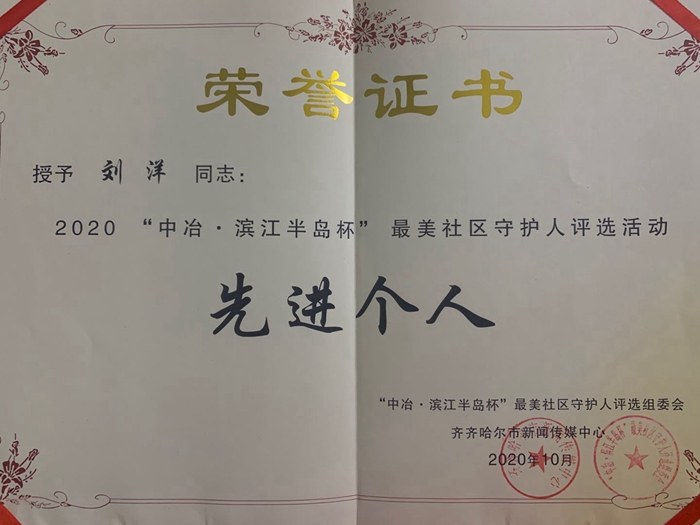 荣誉证书
授予 刘洋 同志：
2020 “中冶·滨江半岛杯” 最美社区守护人评选活动
先进个人
“中冶·滨江半岛杯”最美社区守护人评选组委会
齐齐哈尔市新闻传媒中心
2020年10月